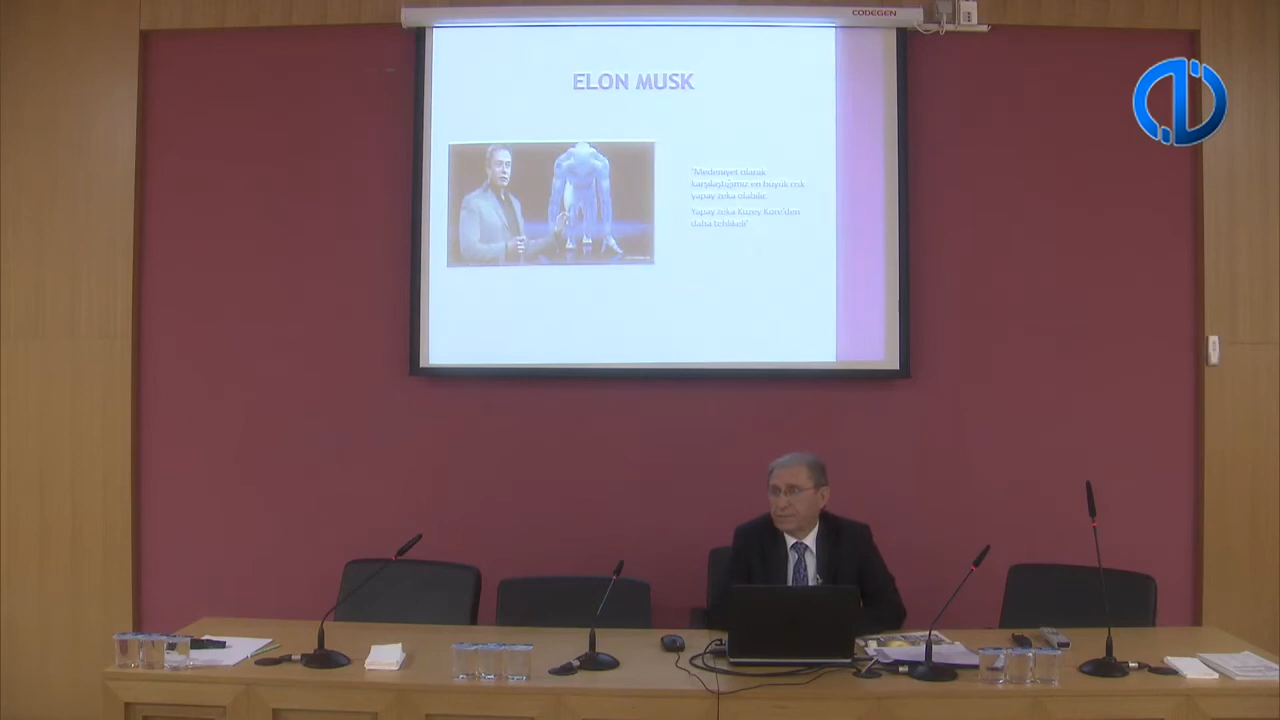 CODEGEN
ELON MUSK
"Medeniyet olarak
karşılaştığımız en büyük risk
yapay zeka olabilir.
Yapay zeka Kuzey Kore'den
daha tehlikeli"